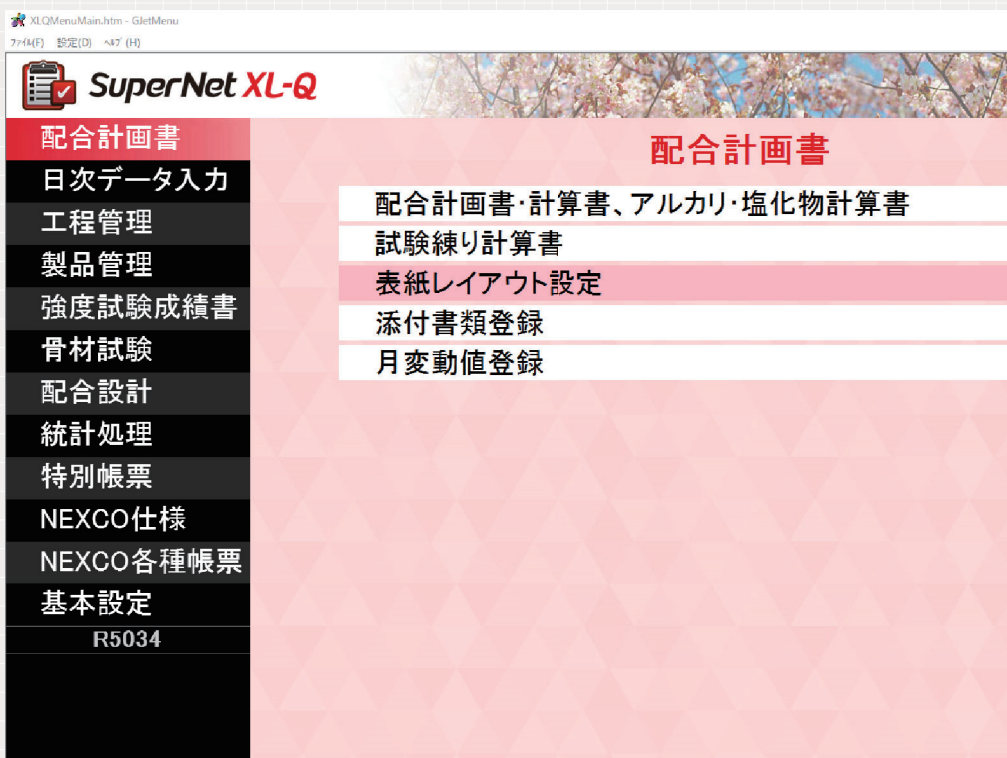 XLQMenuMain.htm - GletMenu
ファイル(F) 設定(D) ヘルプ(H)
SuperNet XL-Q
配合計画書
日次データ入力
工程管理
製品管理
強度試験成績書
骨材試験
配合設計
統計処理
特別帳票
NEXCO仕様
NEXCO各種帳票
基本設定
R5034
配合計画書
配合計画書・計算書、アルカリ・塩化物計算書
試験練り計算書
表紙レイアウト設定
添付書類登録
月変動値登録